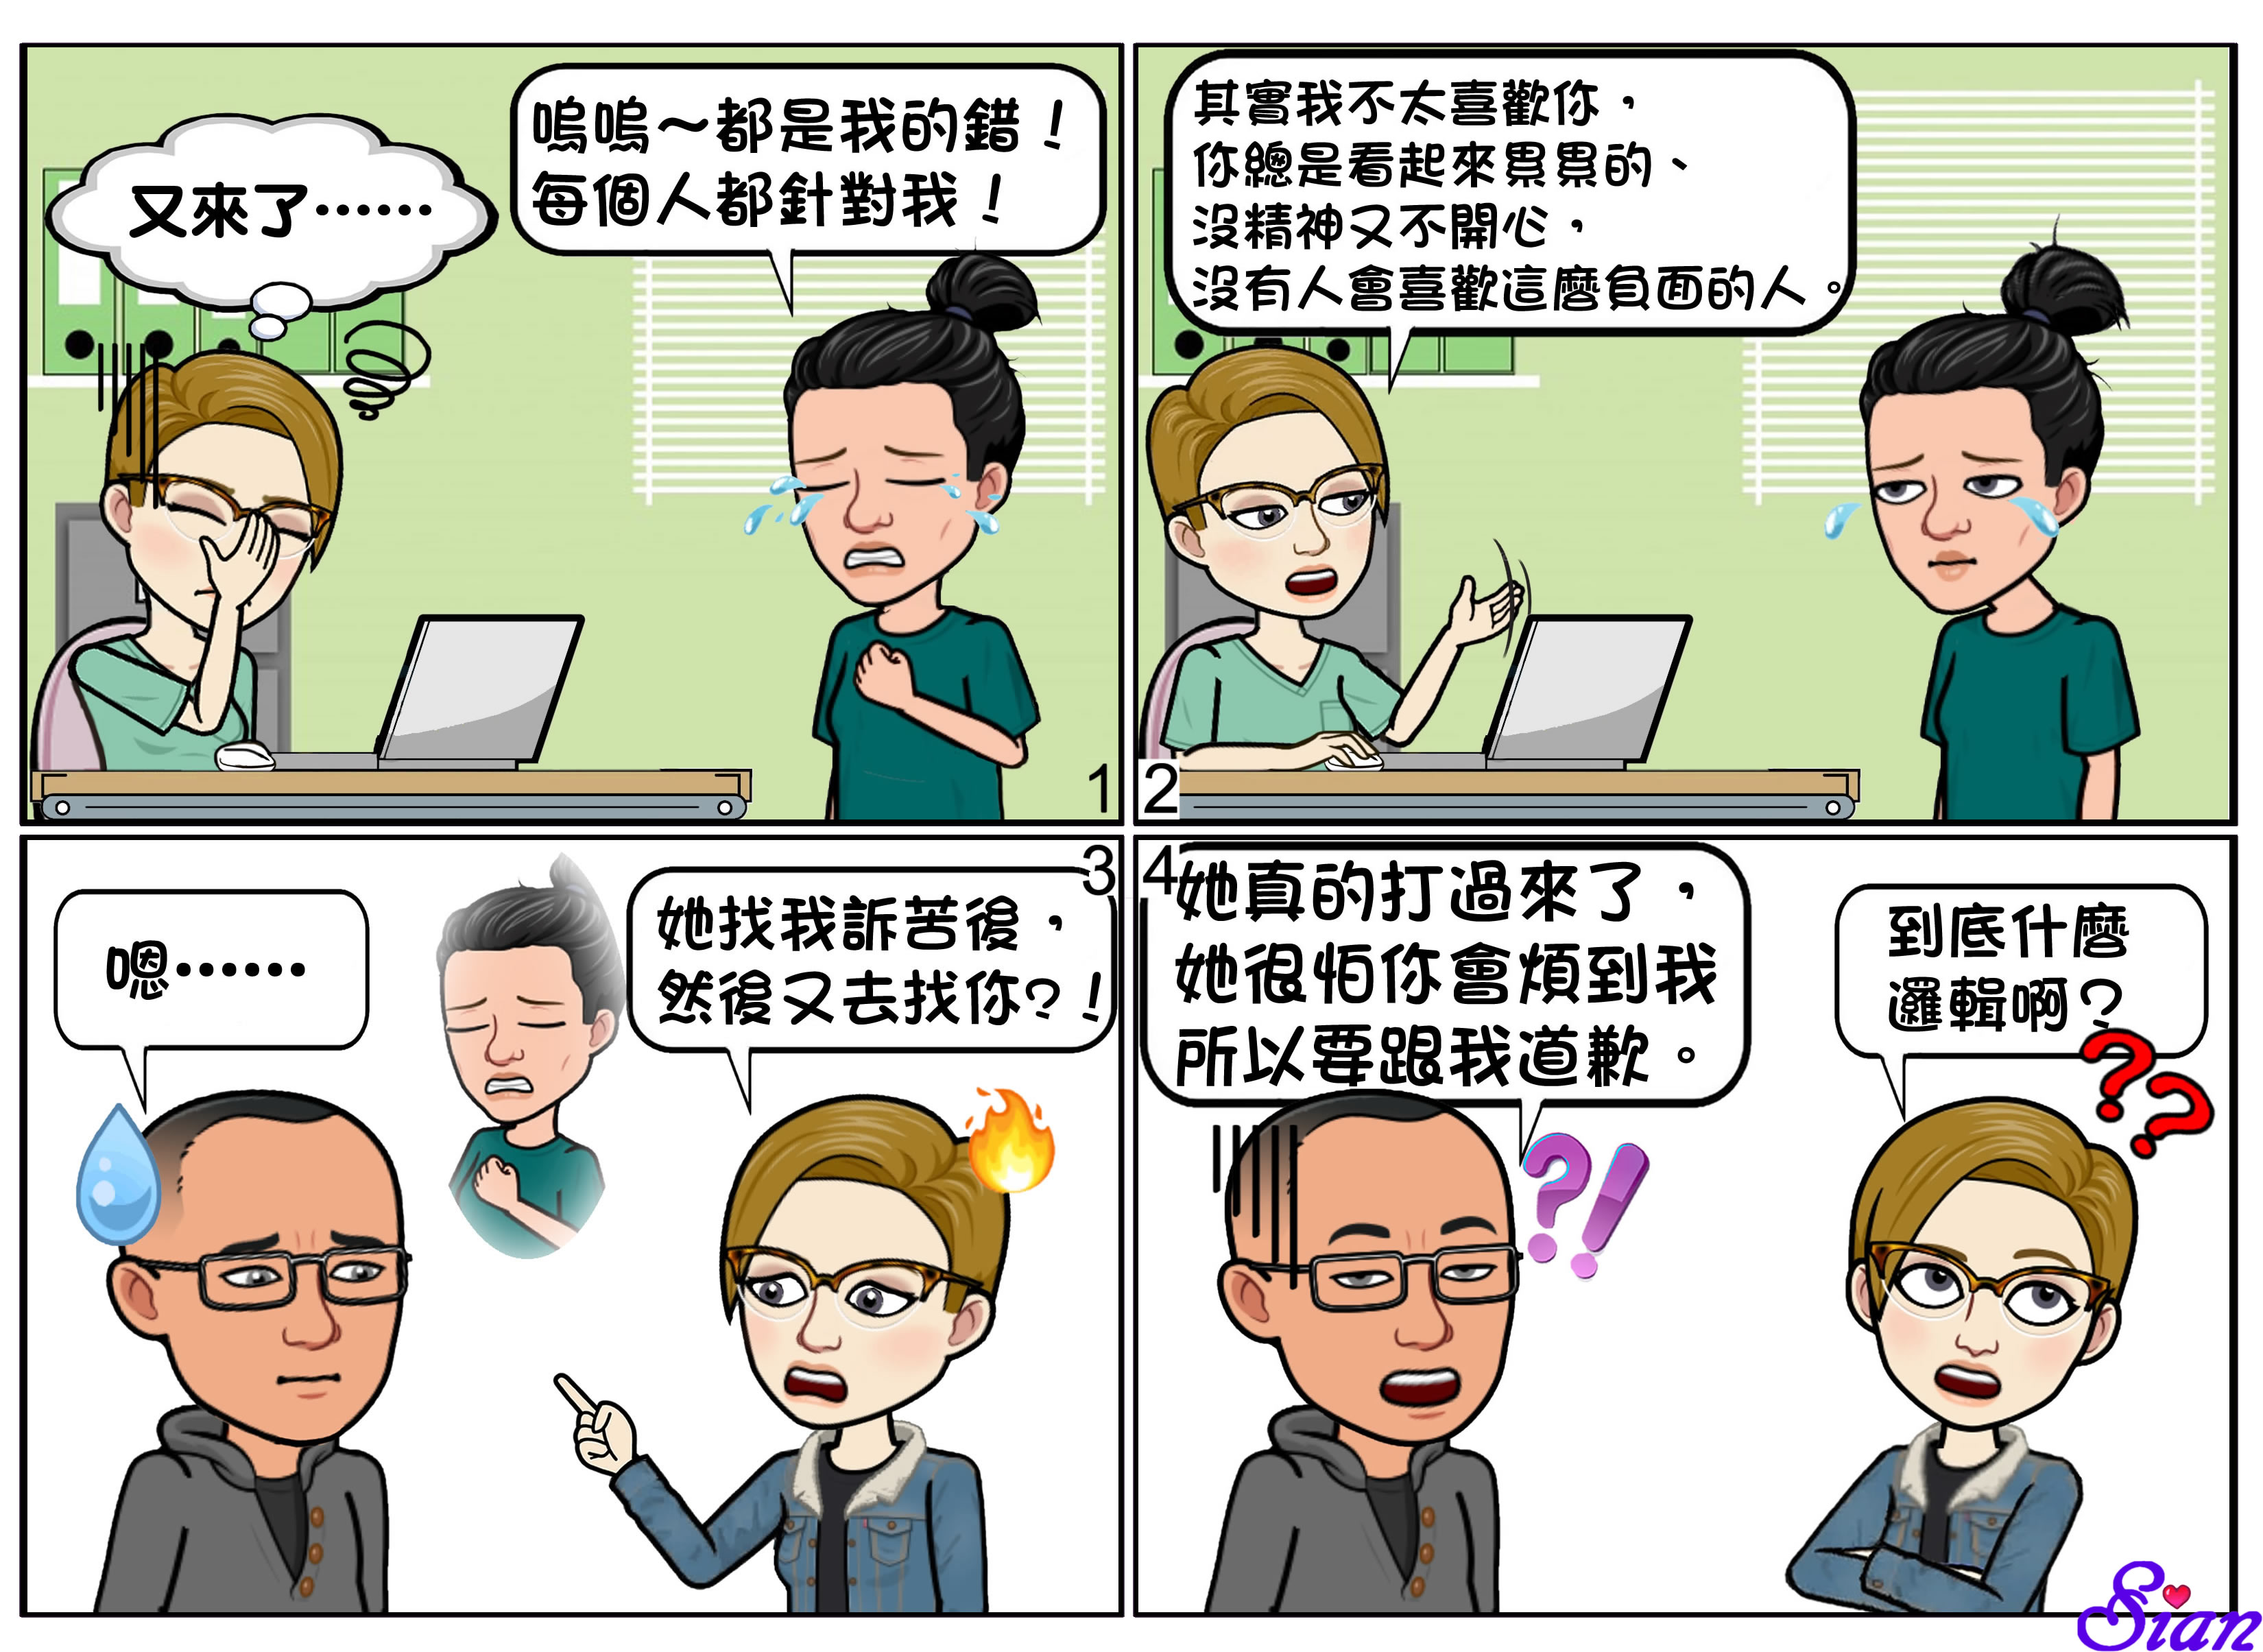 又來了⋯⋯
嗚嗚～都是我的錯！
每個人都針對我！
1
其實我不太喜歡你，
你總是看起來累累的、
沒精神又不開心，
沒有人會喜歡這麼負面的人。
2
嗯⋯⋯
她找我訴苦後，
然後又去找你？！
3
4
她真的打過來了，
她很怕你會煩到我
所以要跟我道歉。
?!
到底什麼
邏輯啊？
??
Sian